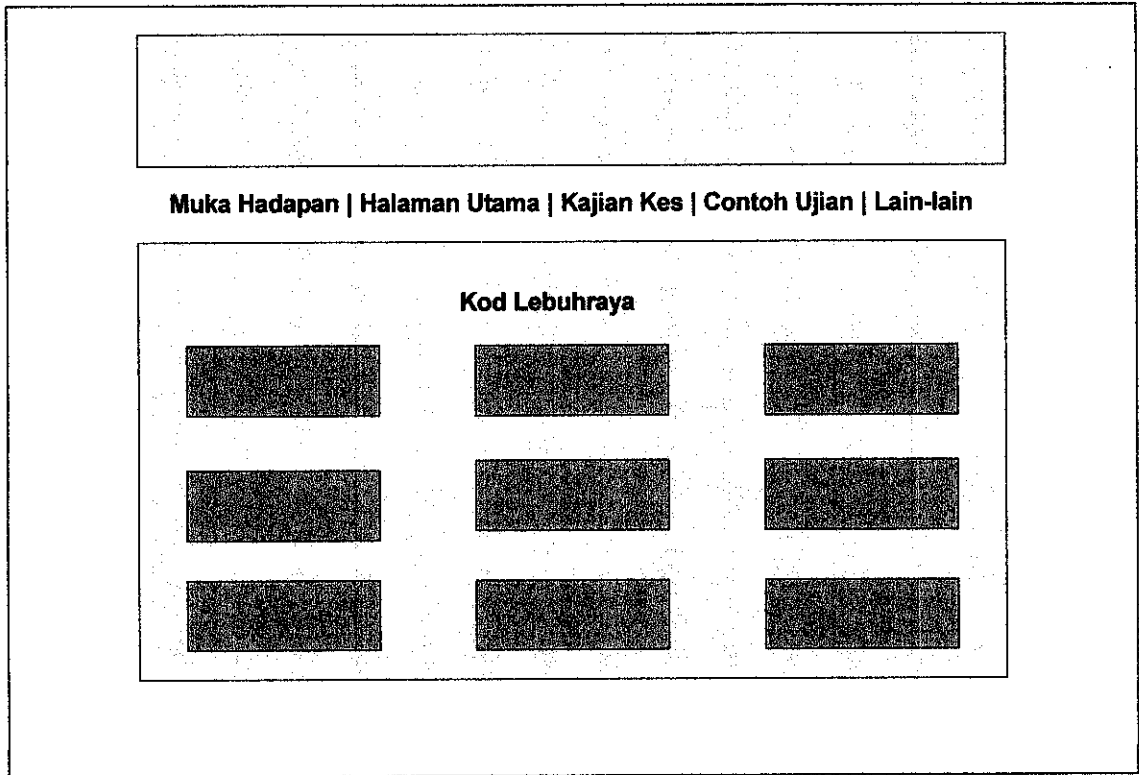 Muka Hadapan | Halaman Utama | Kajian Kes | Contoh Ujian | Lain-lain
Kod Lebuhraya